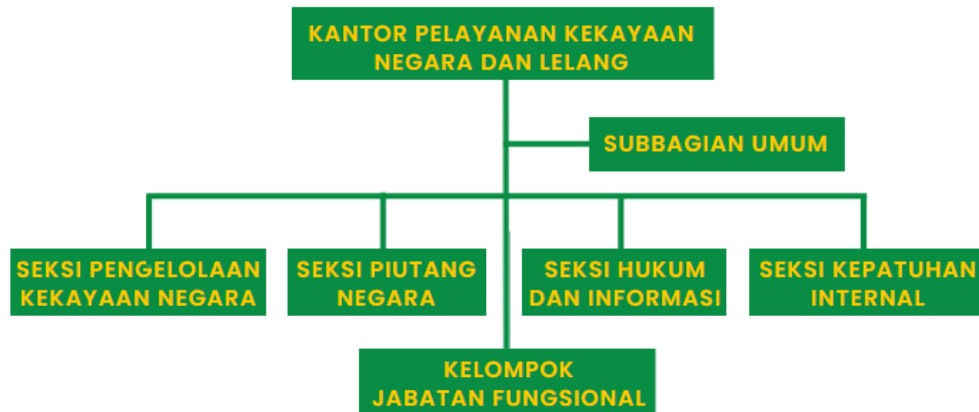 KANTOR PELAYANAN KEKAYAAN
NEGARA DAN LELANG
SUBBAGIAN UMUM
SEKSI PENGELOLAAN
KEKAYAAN NEGARA
SEKSI PIUTANG
NEGARA
SEKSI HUKUM
DAN INFORMASI
SEKSI KEPATUHAN
INTERNAL
KELOMPOK
JABATAN FUNGSIONAL